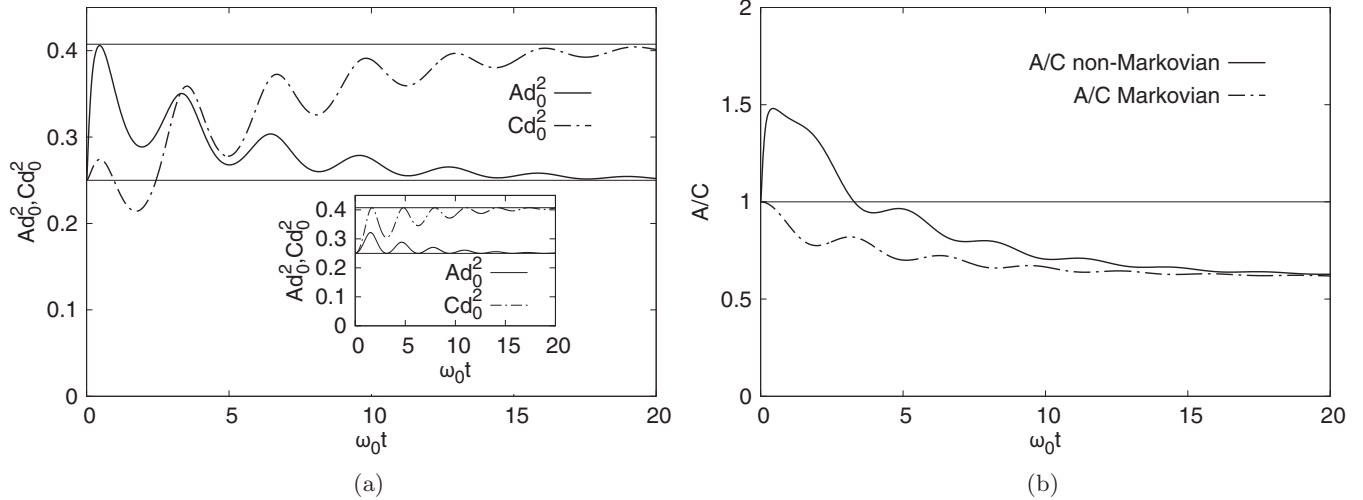 0.4
0.3
0.2
0.1
0
Ad₀², Cd₀²
Ad₀²
Cd₀²
0 5 10 15 20
ω₀t
0.4
0.3
0.2
0.1
0
Ad₀², Cd₀²
Ad₀²
Cd₀²
0 5 10 15 20
ω₀t
(a)
2
1.5
1
0.5
0
A/C
A/C non-Markovian
A/C Markovian
0 5 10 15 20
ω₀t
(b)